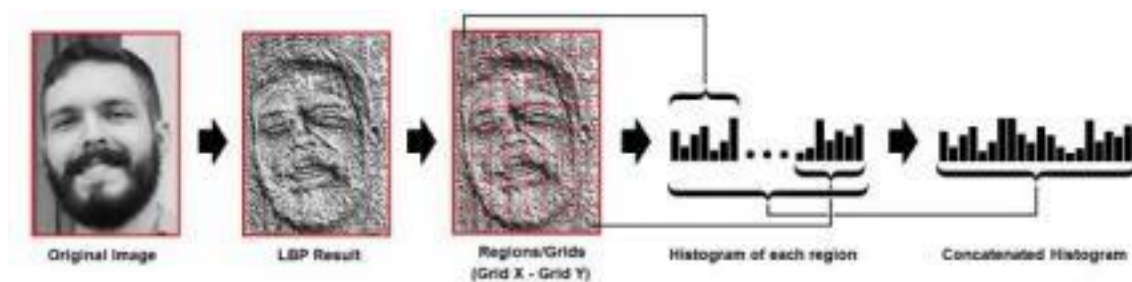 Original Image
LBP Result
Regions/Grids
(Grid X - Grid Y)
Histogram of each region
Concatenated Histogram